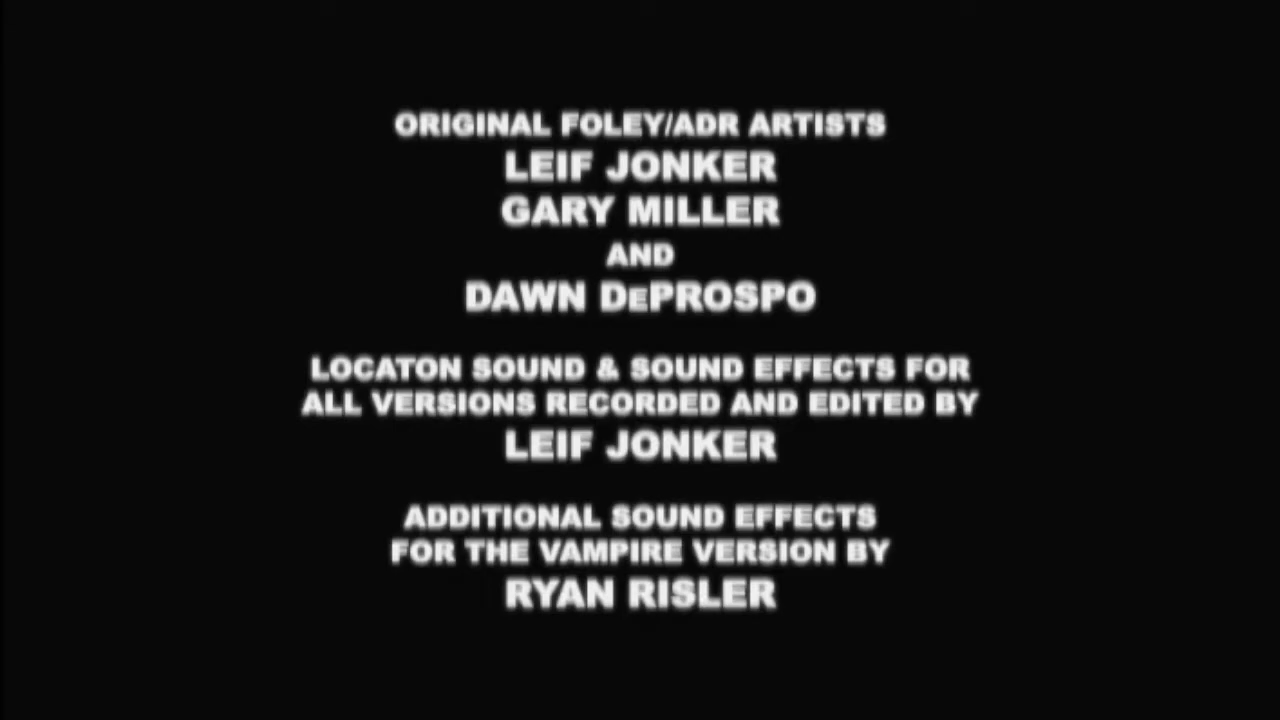 ORIGINAL FOLEY/ADR ARTISTS
LEIF JONKER
GARY MILLER
AND
DAWN DePROSPO
LOCATON SOUND & SOUND EFFECTS FOR
ALL VERSIONS RECORDED AND EDITED BY
LEIF JONKER
ADDITIONAL SOUND EFFECTS
FOR THE VAMPIRE VERSION BY
RYAN RISLER